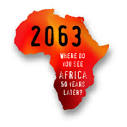 2063
WHERE DO
YOU SEE
AFRICA
50 YEARS
LATER?